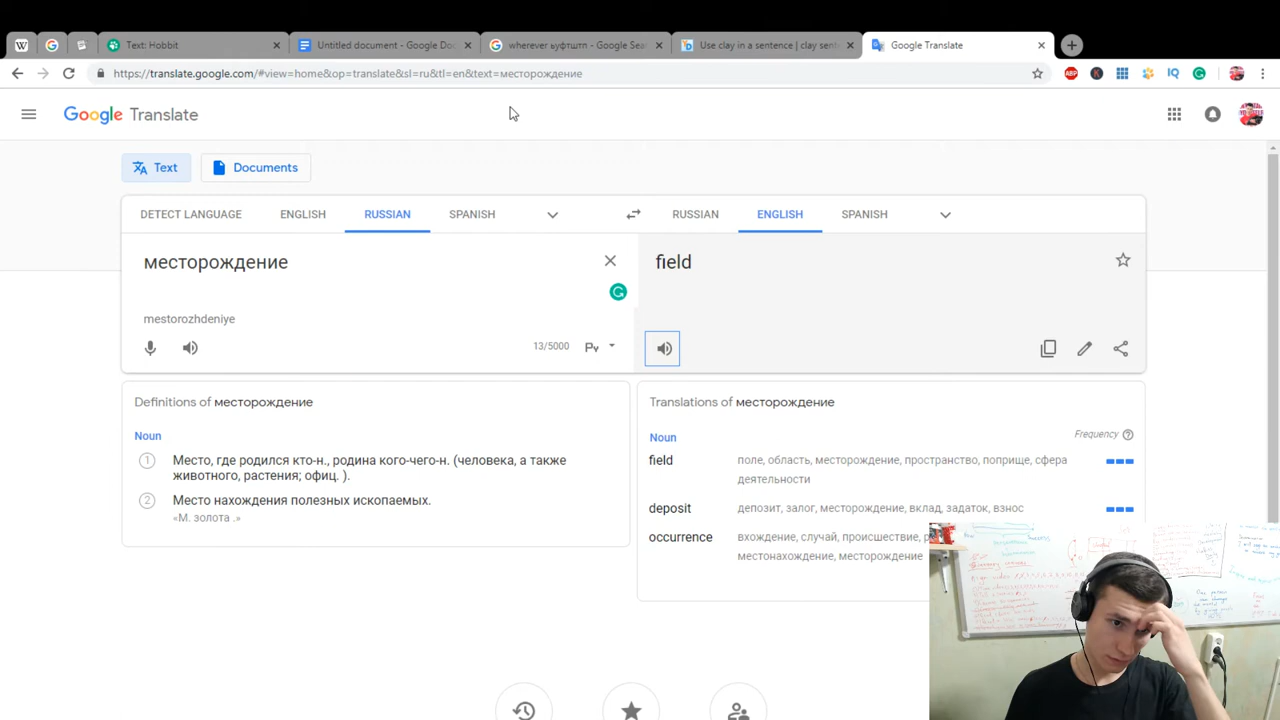 Text: Hobbit
Untitled document - Google Doc
wherever ьуфтштп - Google Sea
Use clay in a sentence | clay sent
Google Translate
https://translate.google.com/#view=home&op=translate&sl=ru&tl=en&text=месторождение
Google Translate
Text
Documents
DETECT LANGUAGE ENGLISH RUSSIAN SPANISH
RUSSIAN ENGLISH SPANISH
месторождение
field
mestorozhdeniye
13/5000
Definitions of месторождение
Noun
1 Место, где родился кто-н., родина кого-чего-н. (человека, а также
животного, растения; офиц. ).
2 Место нахождения полезных ископаемых.
«М. золота .»
Translations of месторождение
Noun
Frequency
field поле, область, месторождение, пространство, поприще, сфера
деятельности
deposit депозит, залог, месторождение, вклад, задаток, взнос
occurrence вхождение, случай, происшествие,
местонахождение, месторождение